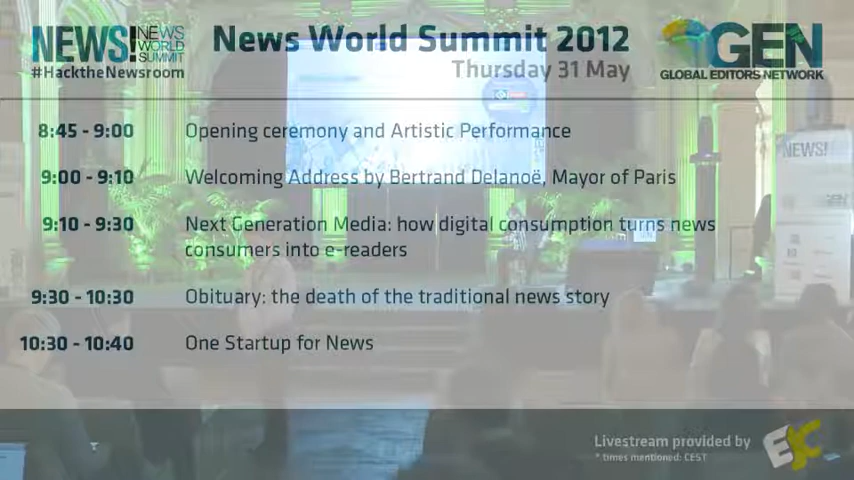 NEWS! NEWS WORLD SUMMIT
#HacktheNewsroom
News World Summit 2012
Thursday 31 May
GEN
GLOBAL EDITORS NETWORK
8:45 - 9:00 Opening ceremony and Artistic Performance
9:00 - 9:10 Welcoming Address by Bertrand Delanoë, Mayor of Paris
9:10 - 9:30 Next Generation Media: how digital consumption turns news
consumers into e-readers
9:30 - 10:30 Obituary: the death of the traditional news story
10:30 - 10:40 One Startup for News
NEWS!
GEN
Livestream provided by
* times mentioned: CEST